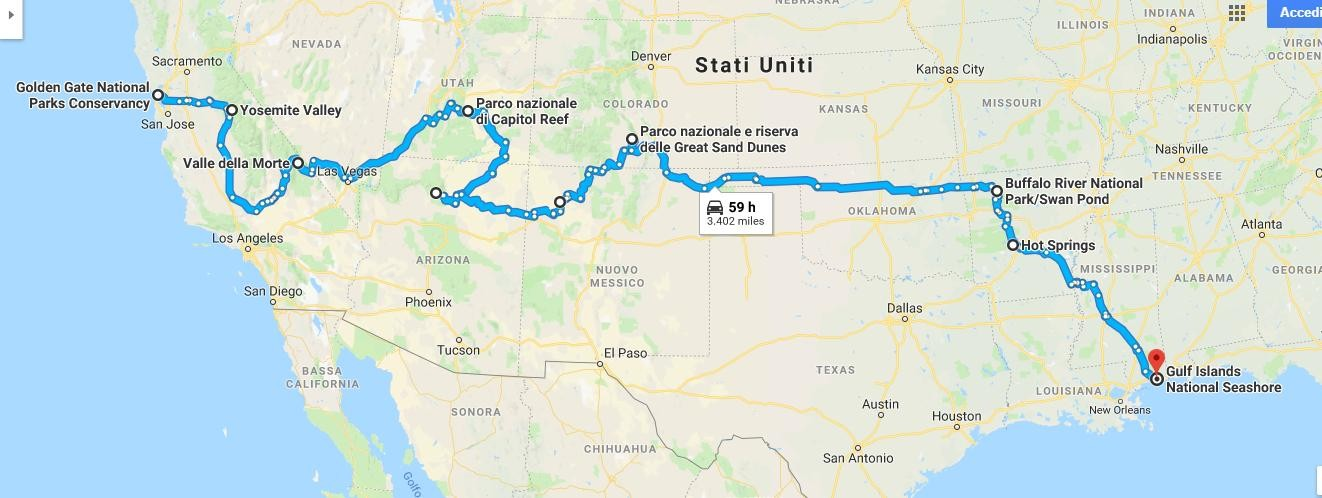 NEBRASKA
Accedi
NEVADA
ILLINOIS
INDIANA
Indianapolis
Sacramento
Denver
Stati Uniti
Kansas City
Golden Gate National
Parks Conservancy
San Jose
Yosemite Valley
UTAH
Parco nazionale
di Capitol Reef
COLORADO
KANSAS
MISSOURI
KENTUCKY
Parco nazionale e riserva
delle Great Sand Dunes
Nashville
TENNESSEE
Valle della Morte
Las Vegas
Buffalo River National
Park/Swan Pond
59 h
3.402 miles
OKLAHOMA
Atlanta
Los Angeles
Hot Springs
ARIZONA
NUOVO
MESSICO
MISSISSIPPI
ALABAMA
GEORGIA
San Diego
Phoenix
Dallas
Tucson
El Paso
BASSA
CALIFORNIA
TEXAS
Gulf Islands
National Seashore
LOUISIANA
New Orleans
SONORA
Austin
Houston
CHIHUAHUA
San Antonio
Golfo